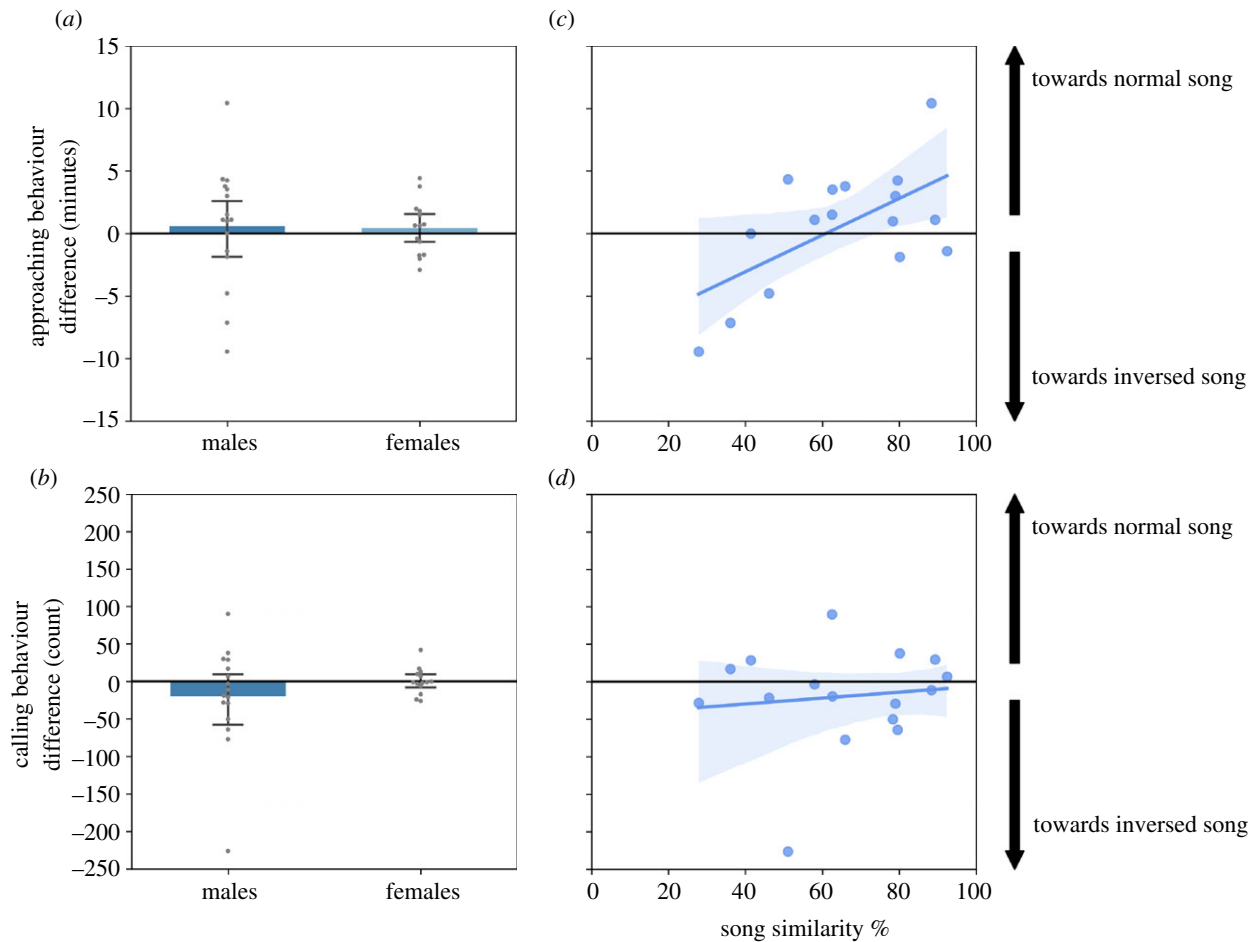 (a)
(c)
15
10
5
0
–5
–10
–15
approaching behaviour
difference (minutes)
males
females
0
20
40
60
80
100
towards normal song
towards inversed song
(b)
(d)
250
200
150
100
50
0
–50
–100
–150
–200
–250
calling behaviour
difference (count)
males
females
0
20
40
60
80
100
song similarity %
towards normal song
towards inversed song